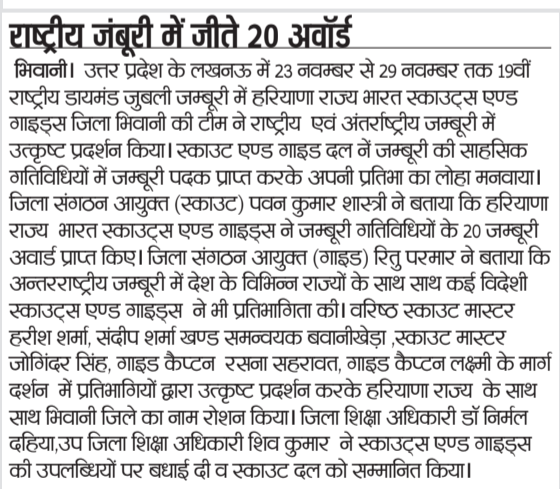 राष्ट्रीय जंबूरी में जीते 20 अवॉर्ड
भिवानी। उत्तर प्रदेश के लखनऊ में 23 नवम्बर से 29 नवम्बर तक 19वीं
राष्ट्रीय डायमंड जुबली जम्बूरी में हरियाणा राज्य भारत स्काउट्स एण्ड
गाइड्स जिला भिवानी की टीम ने राष्ट्रीय एवं अंतर्राष्ट्रीय जम्बूरी में
उत्कृष्ट प्रदर्शन किया। स्काउट एण्ड गाइड दल नें जम्बूरी की साहसिक
गतिविधियों में जम्बूरी पदक प्राप्त करके अपनी प्रतिभा का लोहा मनवाया।
जिला संगठन आयुक्त (स्काउट) पवन कुमार शास्त्री ने बताया कि हरियाणा
राज्य भारत स्काउट्स एण्ड गाइड्स ने जम्बूरी गतिविधियों के 20 जम्बूरी
अवार्ड प्राप्त किए। जिला संगठन आयुक्त (गाइड) रितु परमार ने बताया कि
अन्तरराष्ट्रीय जम्बूरी में देश के विभिन्न राज्यों के साथ साथ कई विदेशी
स्काउट्स एण्ड गाइड्स ने भी प्रतिभागिता की। वरिष्ठ स्काउट मास्टर
हरीश शर्मा, संदीप शर्मा खण्ड समन्वयक बवानीखेड़ा ,स्काउट मास्टर
जोगिंदर सिंह, गाइड कैप्टन रसना सहरावत, गाइड कैप्टन लक्ष्मी के मार्ग
दर्शन में प्रतिभागियों द्वारा उत्कृष्ट प्रदर्शन करके हरियाणा राज्य के साथ
साथ भिवानी जिले का नाम रोशन किया। जिला शिक्षा अधिकारी डॉ निर्मल
दहिया,उप जिला शिक्षा अधिकारी शिव कुमार ने स्काउट्स एण्ड गाइड्स
की उपलब्धियों पर बधाई दी व स्काउट दल को सम्मानित किया।